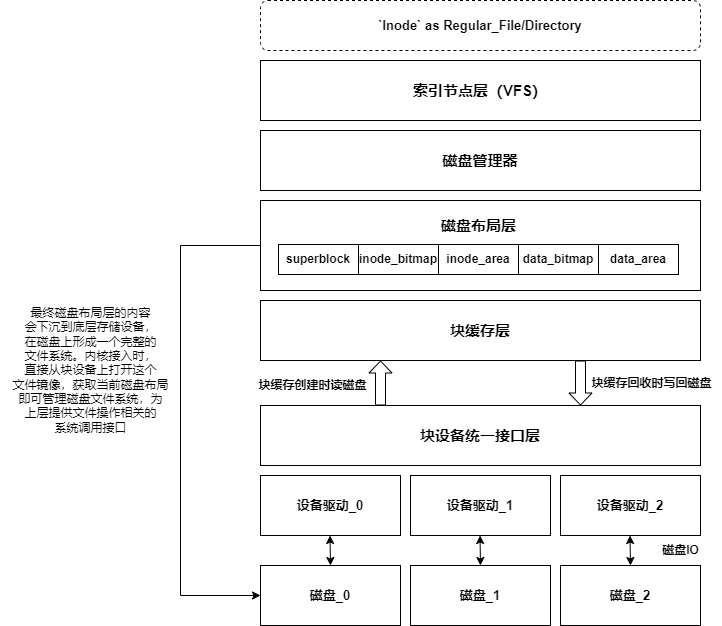 `Inode` as Regular_File/Directory
索引节点层（VFS）
磁盘管理器
磁盘布局层
superblock inode_bitmap inode_area data_bitmap data_area
最终磁盘布局层的内容
会下沉到底层存储设备，
在磁盘上形成一个完整的
文件系统。内核接入时，
直接从块设备上打开这个
文件镜像，获取当前磁盘布局
即可管理磁盘文件系统，为
上层提供文件操作相关的
系统调用接口
块缓存层
块缓存创建时读磁盘
块缓存回收时写回磁盘
块设备统一接口层
设备驱动_0 设备驱动_1 设备驱动_2
磁盘IO
磁盘_0 磁盘_1 磁盘_2